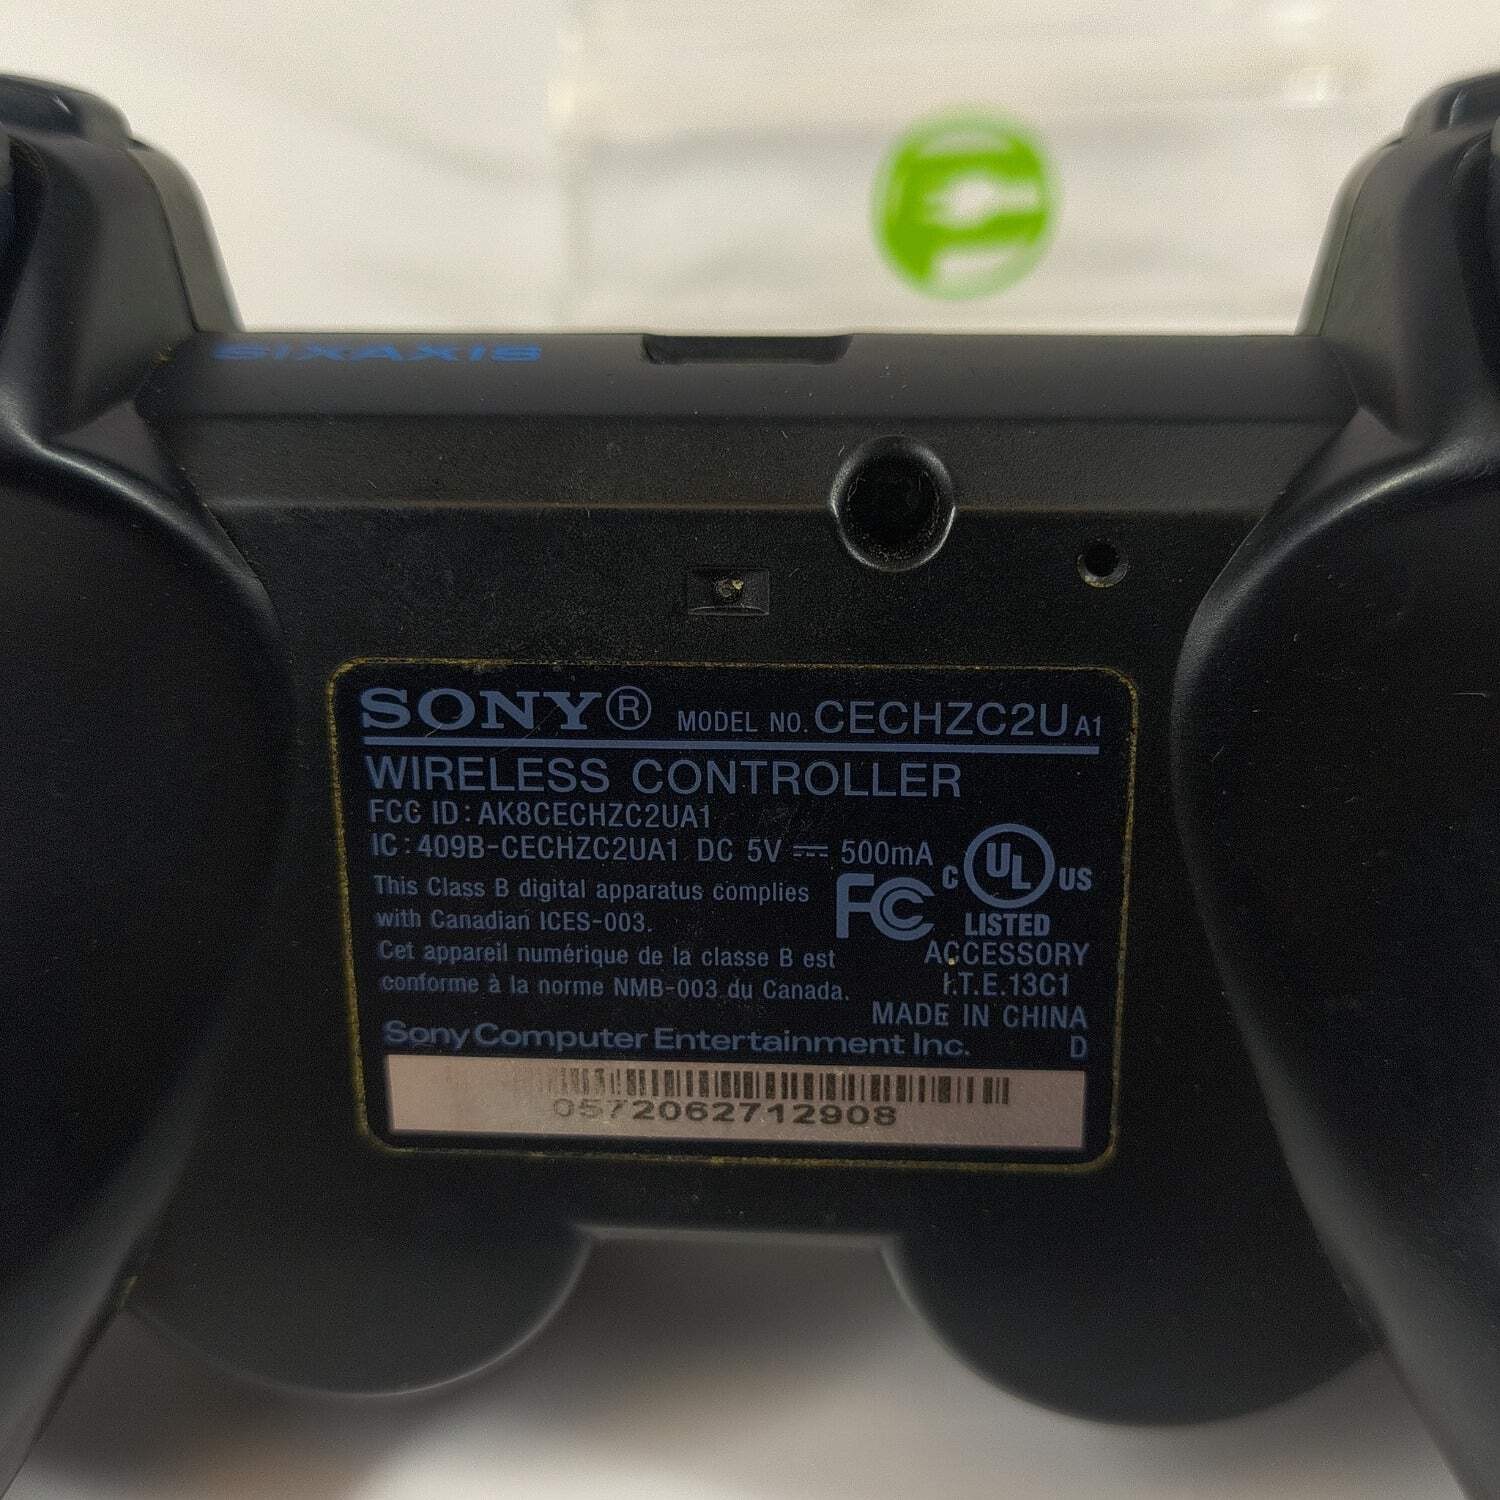 SIXAXIS
SONY® MODEL NO. CECHZC2U A1
WIRELESS CONTROLLER
FCC ID: AK8CECHZC2UA1
IC: 409B-CECHZC2UA1 DC 5V ⎓ 500mA
This Class B digital apparatus complies
with Canadian ICES-003.
Cet appareil numérique de la classe B est
conforme à la norme NMB-003 du Canada.
FC
C UL US
LISTED
ACCESSORY
I.T.E.13C1
MADE IN CHINA
Sony Computer Entertainment Inc. D
0572062712908